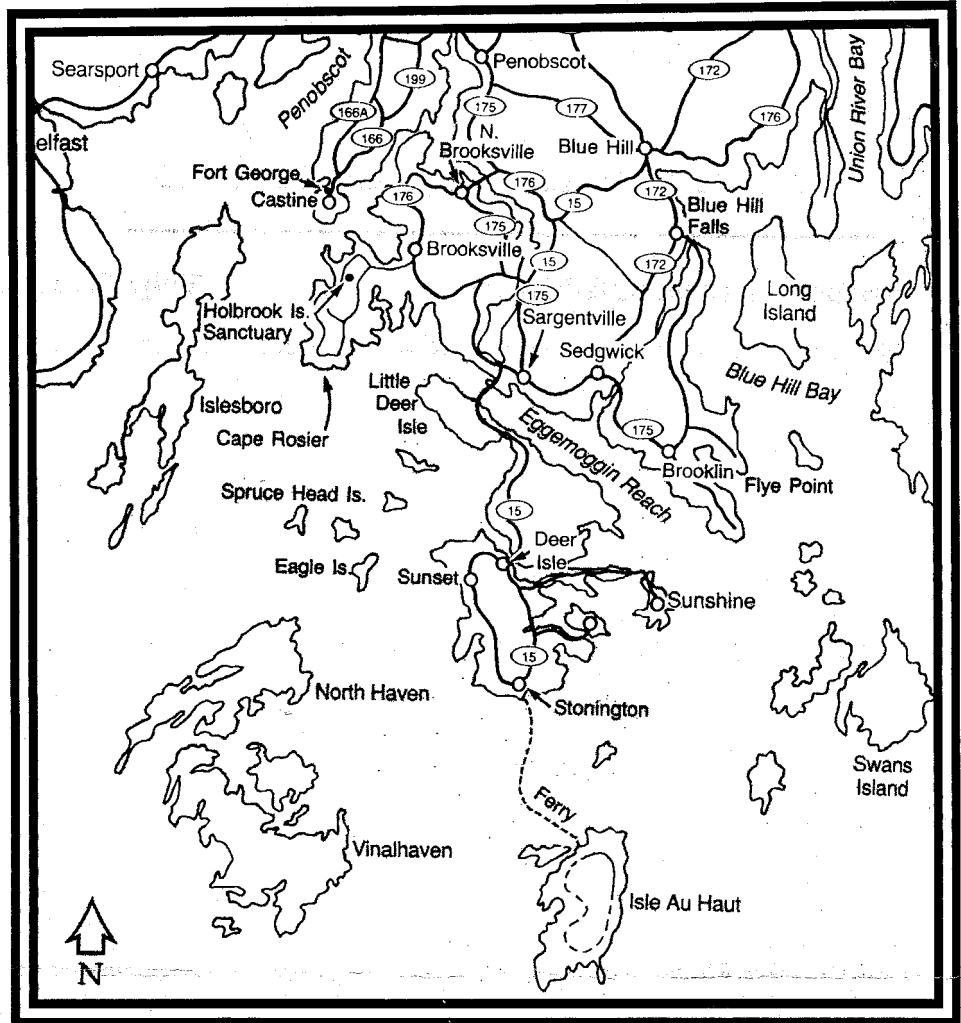 Searsport
Penobscot
Penobscot
199
172
166A
175
177
176
Union River Bay
elfast
166
N.
Brooksville
Blue Hill
Fort George
Castine
176
176
15
172
Blue Hill
Falls
175
Brooksville
15
172
Holbrook Is.
Sanctuary
175
Sargentville
Long
Island
Sedgwick
Blue Hill Bay
Little
Deer
Isle
Islesboro
Cape Rosier
Eggemoggin Reach
175
Brooklin
Flye Point
Spruce Head Is.
15
Deer
Isle
Eagle Is.
Sunset
Sunshine
15
North Haven
Stonington
Swans
Island
Ferry
Vinalhaven
Isle Au Haut
N